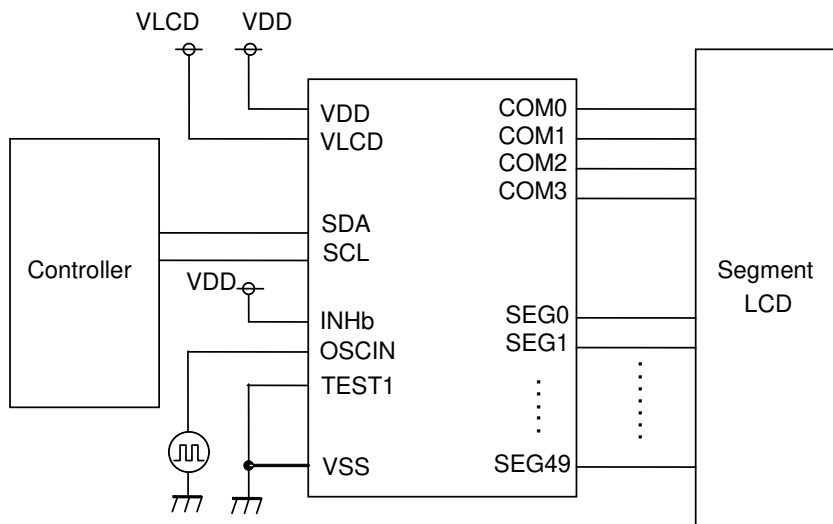 VLCD
VDD
VDD
VLCD
SDA
SCL
VDD
INHb
OSCIN
TEST1
VSS
COM0
COM1
COM2
COM3
SEG0
SEG1
SEG49
Controller
Segment
LCD